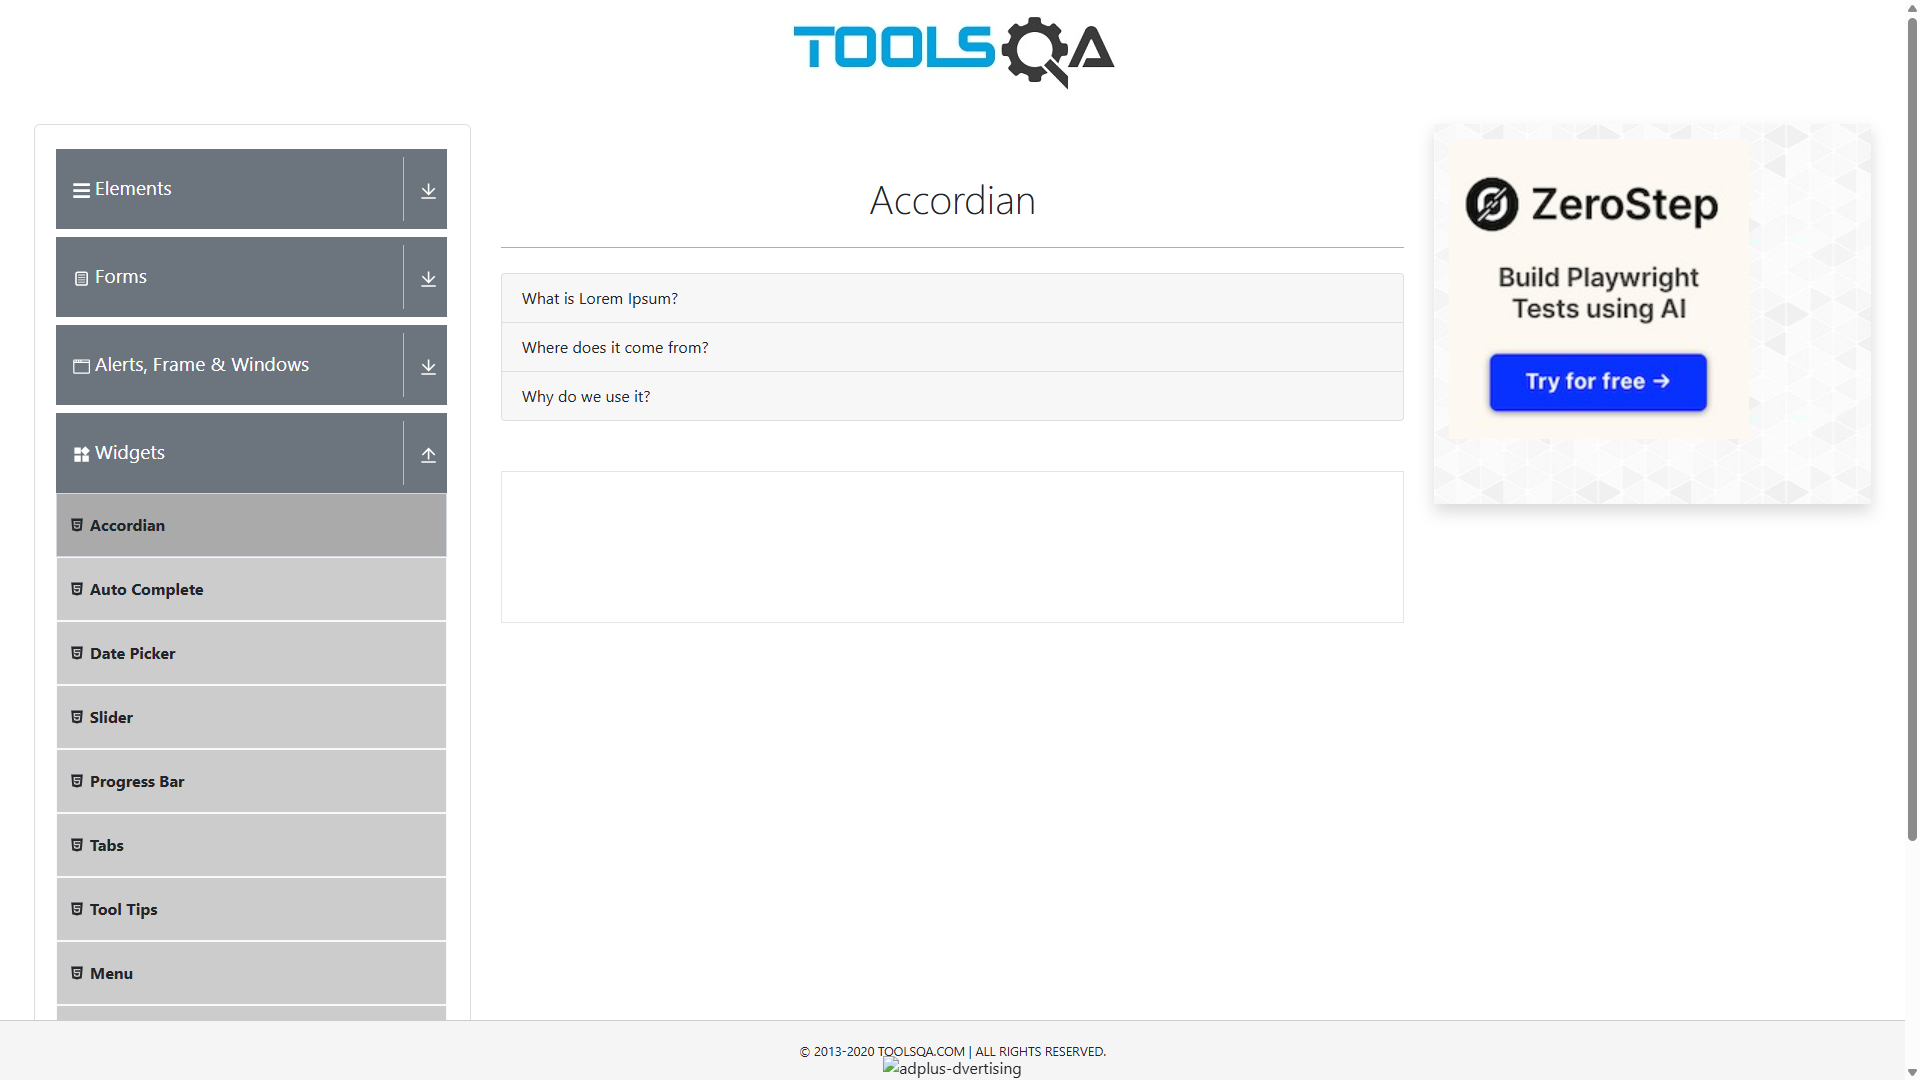 TOOLSQA
Elements
Forms
Alerts, Frame & Windows
Widgets
Accordian
Auto Complete
Date Picker
Slider
Progress Bar
Tabs
Tool Tips
Menu
Accordian
What is Lorem Ipsum?
Where does it come from?
Why do we use it?
ZeroStep
Build Playwright
Tests using AI
Try for free →
© 2013-2020 TOOLSQA.COM | ALL RIGHTS RESERVED.
adplus-dvertising